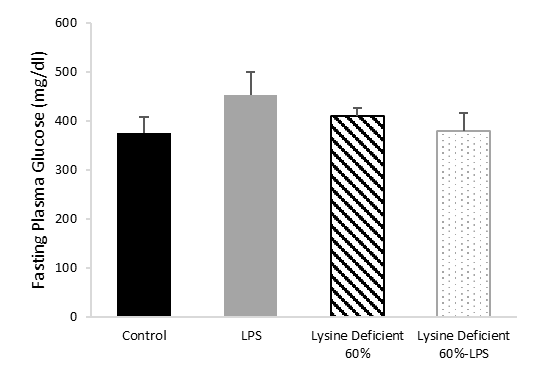 600
500
400
300
200
100
0
Fasting Plasma Glucose (mg/dl)
Control
LPS
Lysine Deficient
60%
Lysine Deficient
60%-LPS